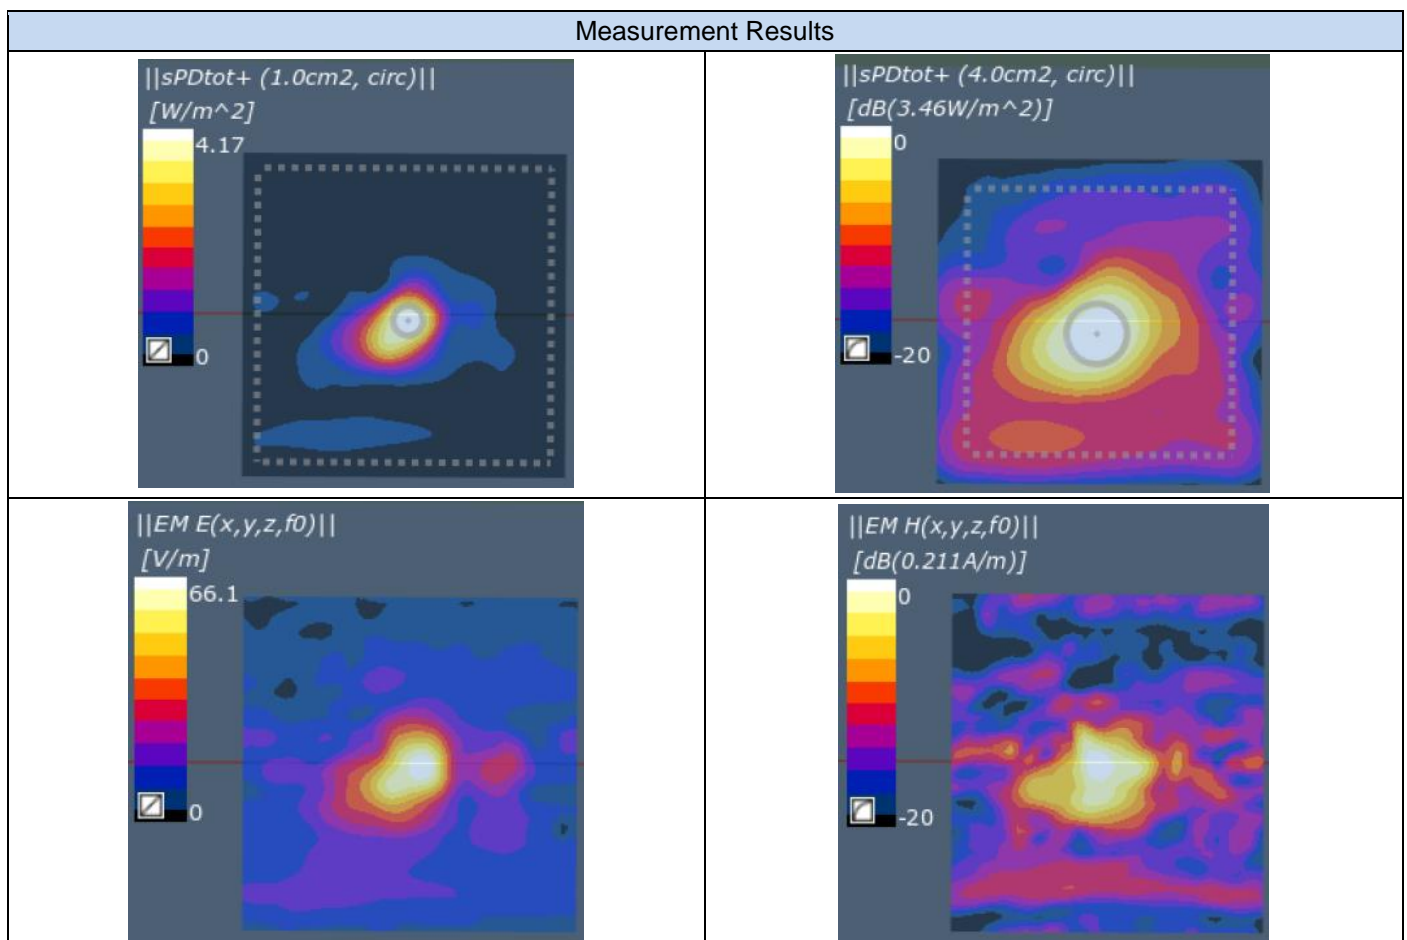 Measurement Results
||sPDtot+ (1.0cm2, circ)||
[W/m^2]
4.17
0
||sPDtot+ (4.0cm2, circ)||
[dB(3.46W/m^2)]
0
-20
||EM E(x,y,z,f0)||
[V/m]
66.1
0
||EM H(x,y,z,f0)||
[dB(0.211A/m)]
0
-20